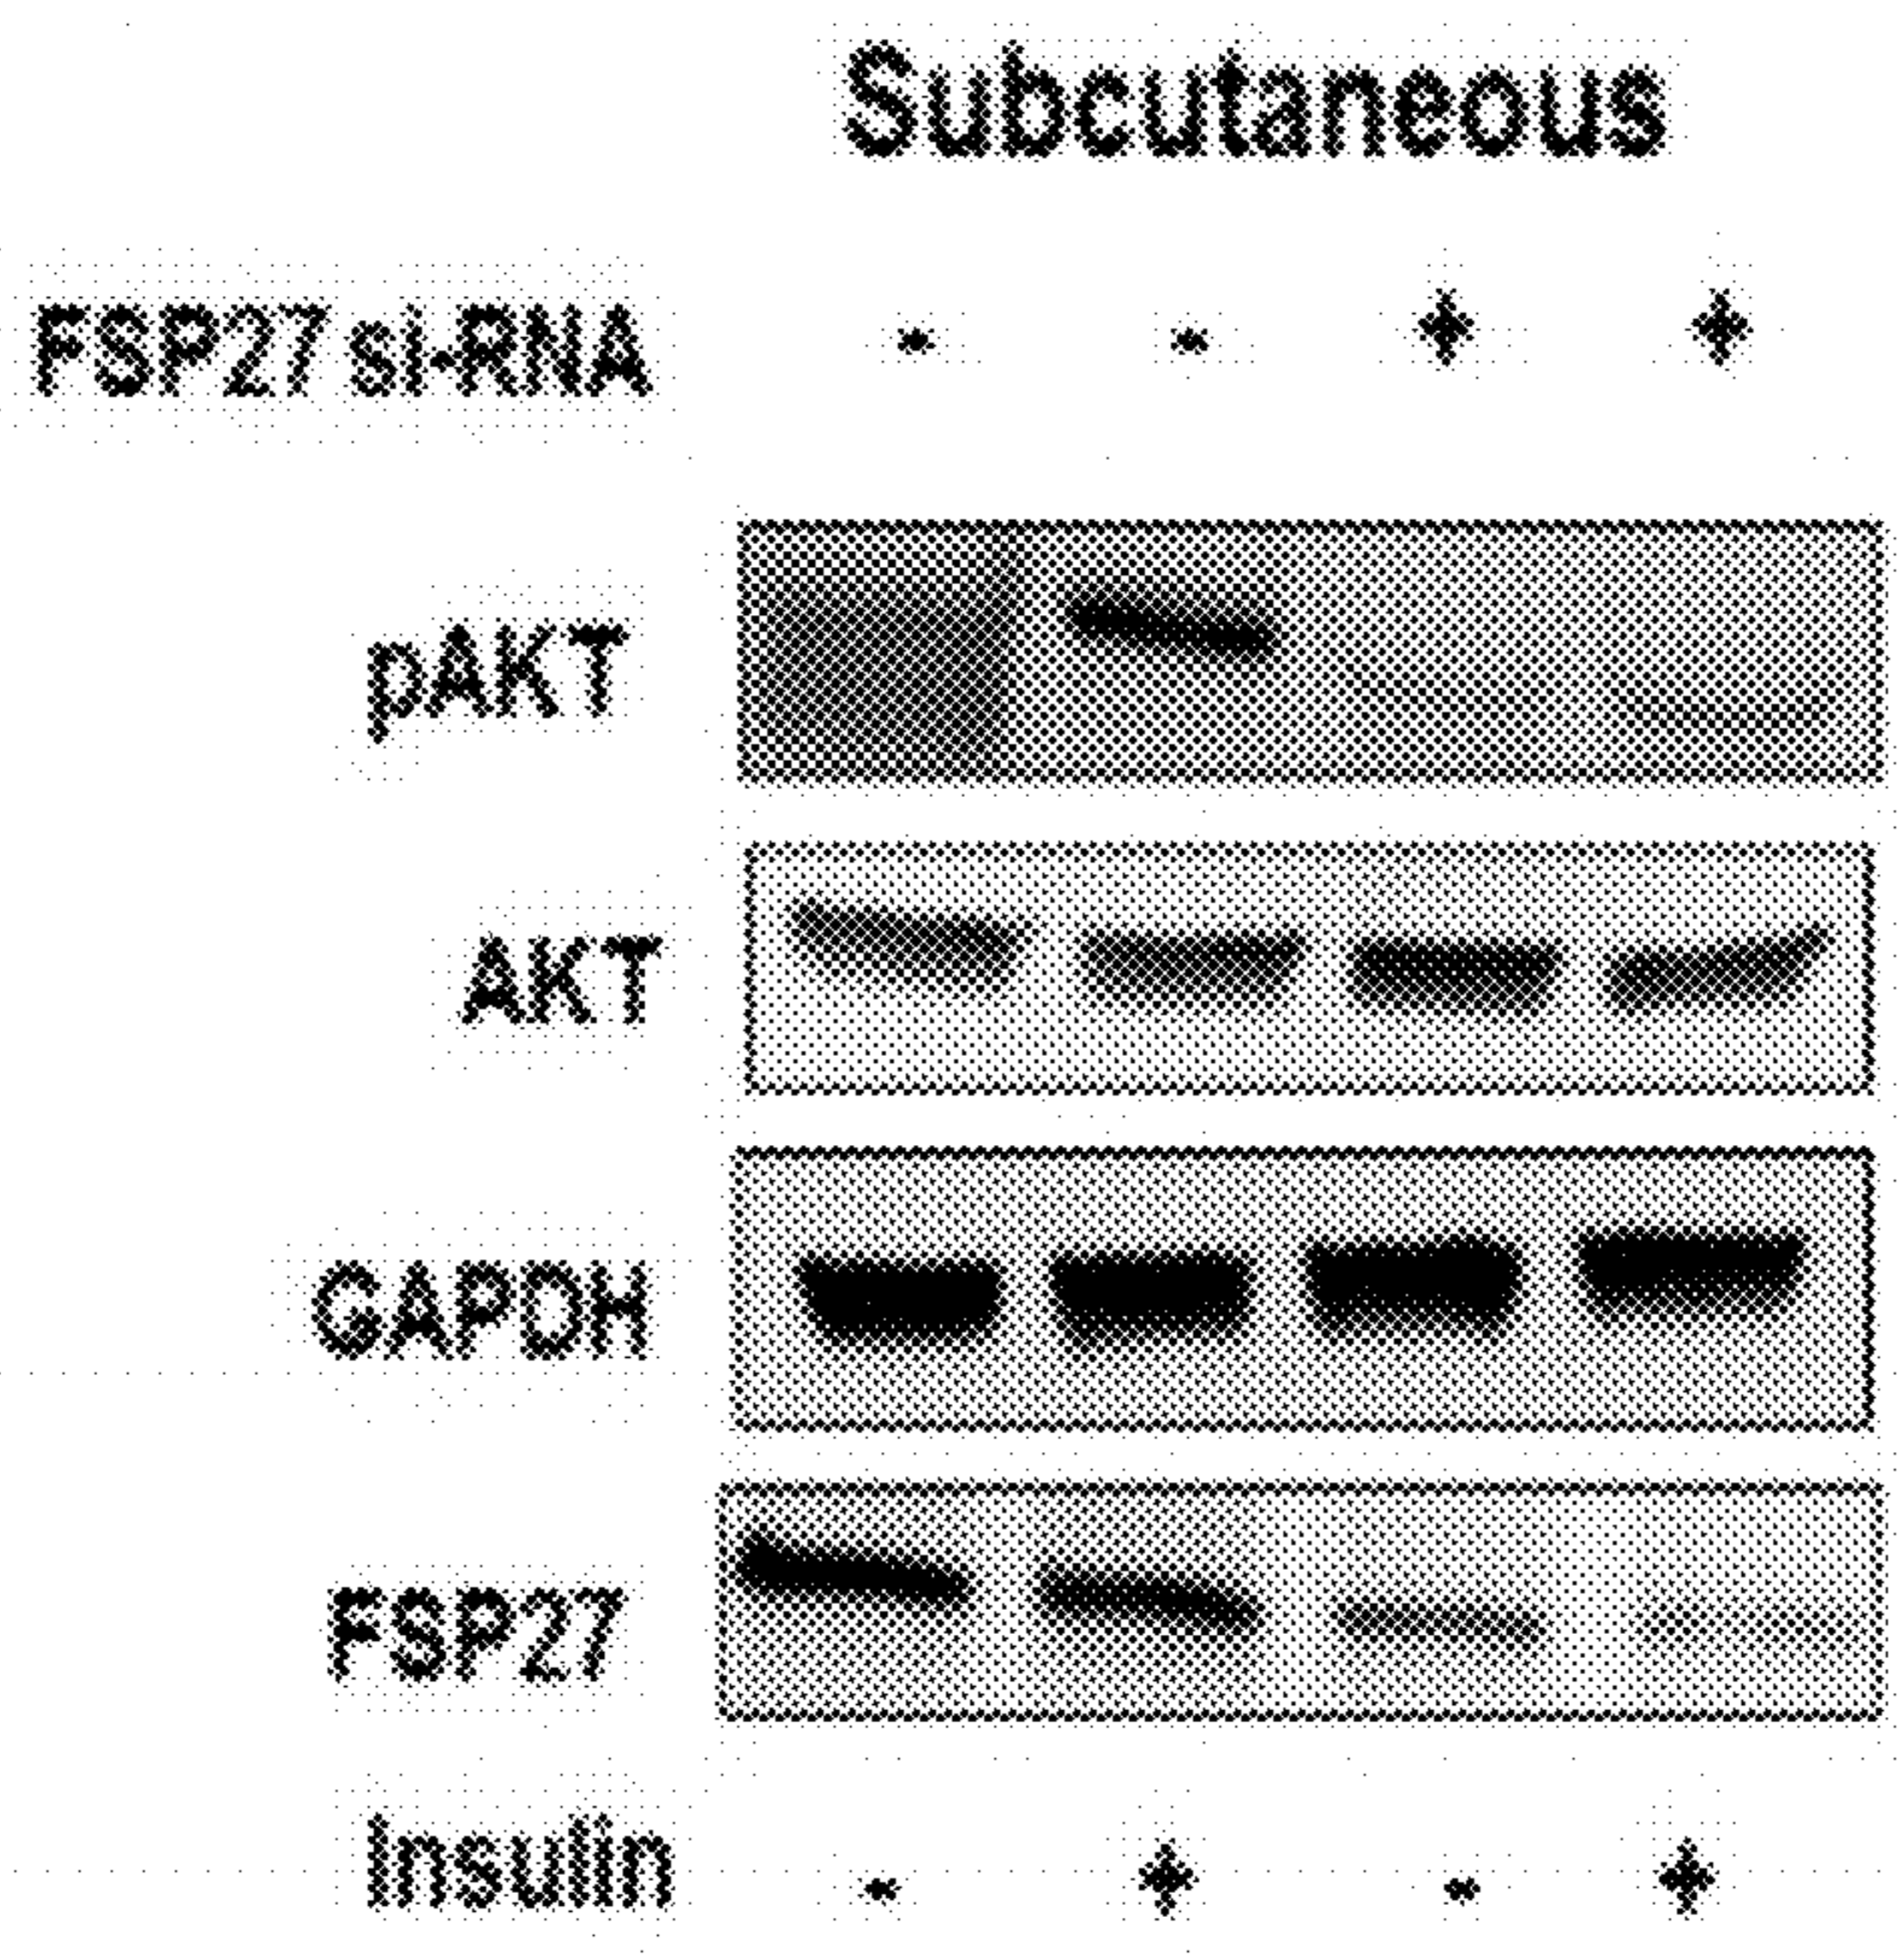 Subcutaneous
FSP27 si-RNA - - + +
pAKT
AKT
GAPDH
FSP27
Insulin - + - +